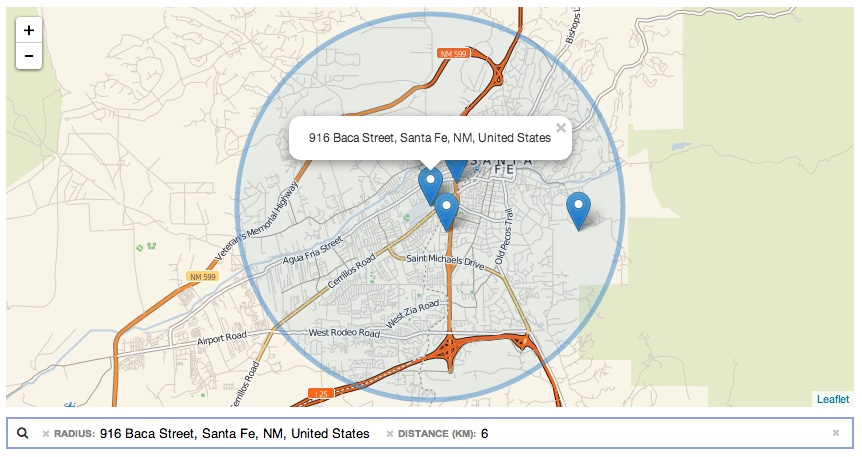 +
−
NM 599
Bishops L
916 Baca Street, Santa Fe, NM, United States
×
SANTA
FE
Veteran's Memorial Highway
Agua Fria Street
Old Pecos Trail
Saint Michaels Drive
Cerrillos Road
NM 599
West Zia Road
West Rodeo Road
Airport Road
Cerrillos Road
I 25
Leaflet
× RADIUS: 916 Baca Street, Santa Fe, NM, United States × DISTANCE (KM): 6 ×